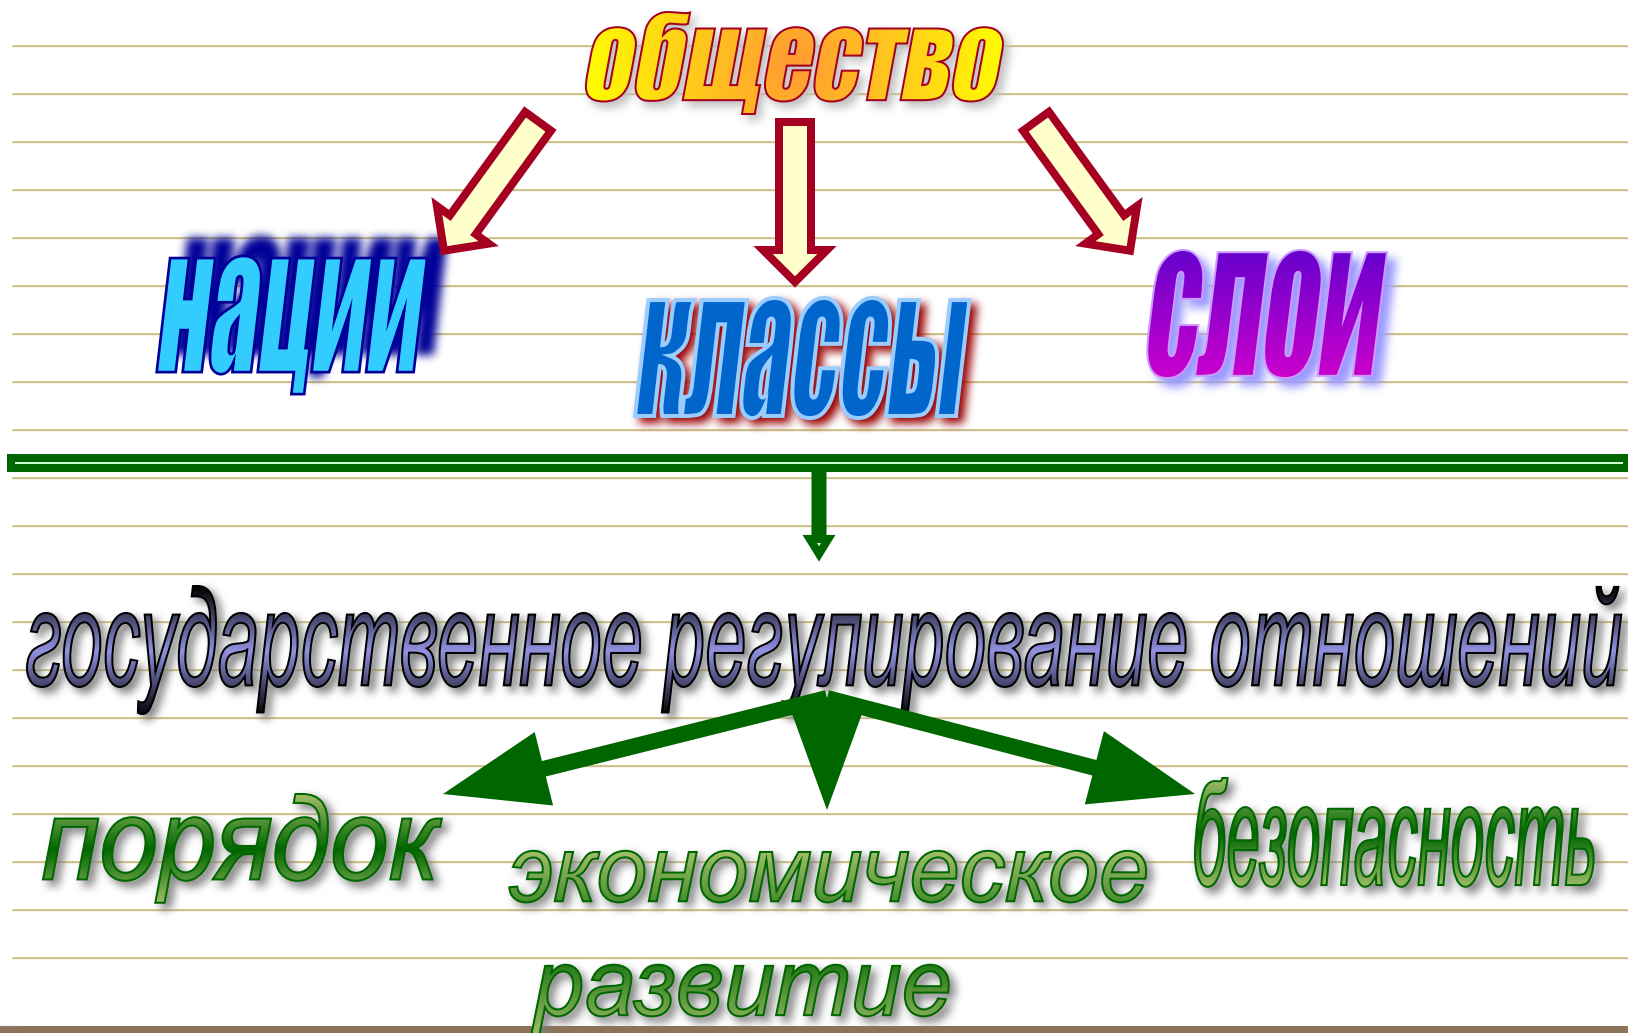 общество
нации
классы
слои
государственное регулирование отношений
порядок
экономическое
развитие
безопасность